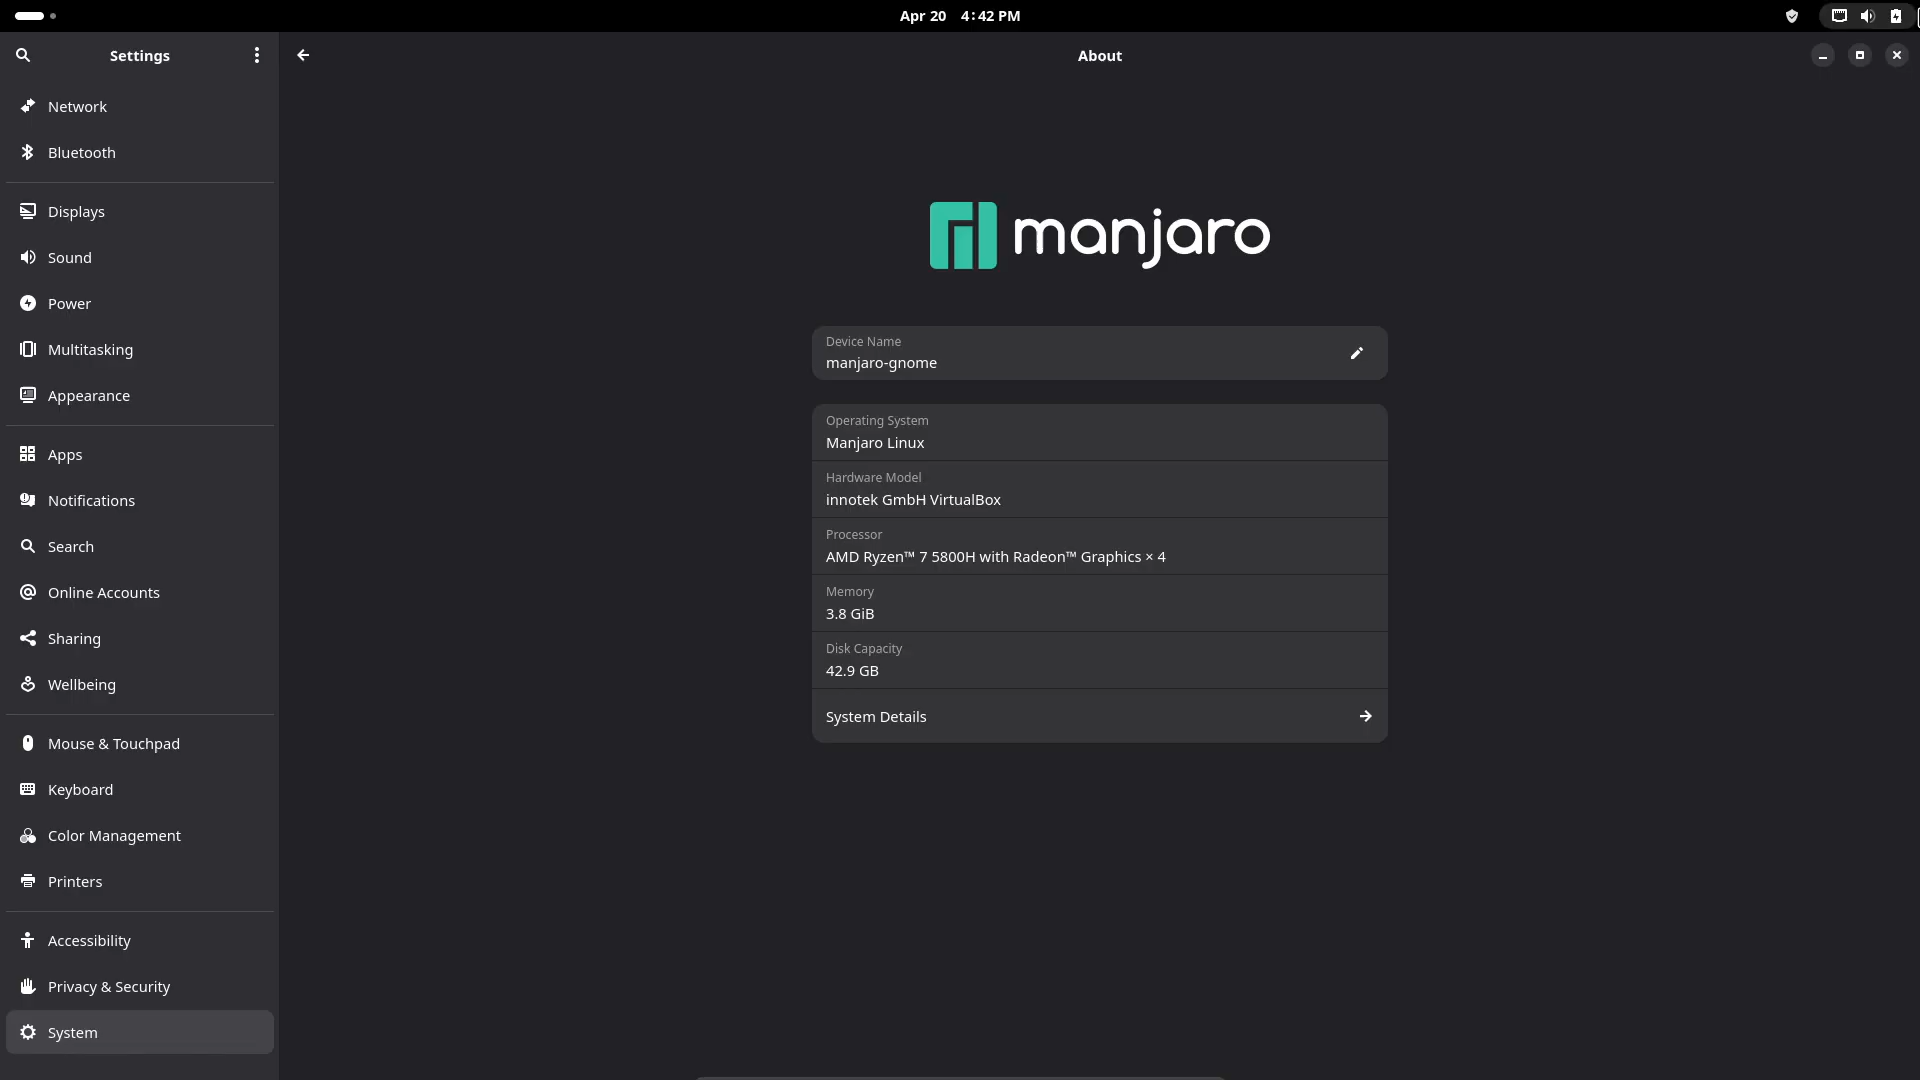 Apr 20 4:42 PM
Settings
About
Network
Bluetooth
Displays
Sound
Power
Multitasking
Appearance
Apps
Notifications
Search
Online Accounts
Sharing
Wellbeing
Mouse & Touchpad
Keyboard
Color Management
Printers
Accessibility
Privacy & Security
System
manjaro
Device Name
manjaro-gnome
Operating System
Manjaro Linux
Hardware Model
innotek GmbH VirtualBox
Processor
AMD Ryzen™ 7 5800H with Radeon™ Graphics × 4
Memory
3.8 GiB
Disk Capacity
42.9 GB
System Details